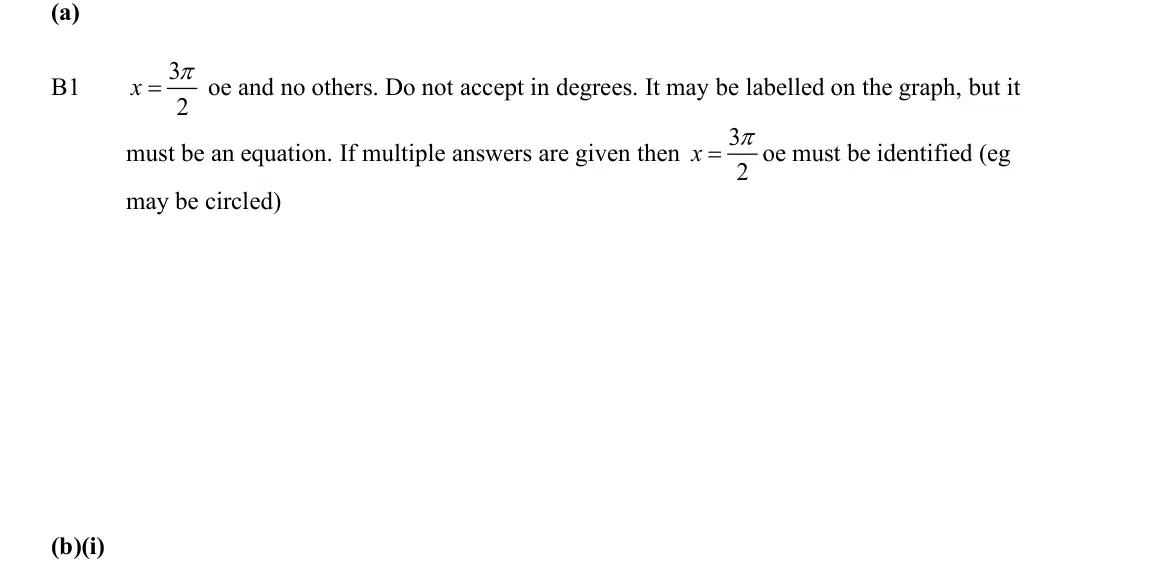 (a)
B1 x = 3π/2 oe and no others. Do not accept in degrees. It may be labelled on the graph, but it
must be an equation. If multiple answers are given then x = 3π/2 oe must be identified (eg
may be circled)
(b)(i)